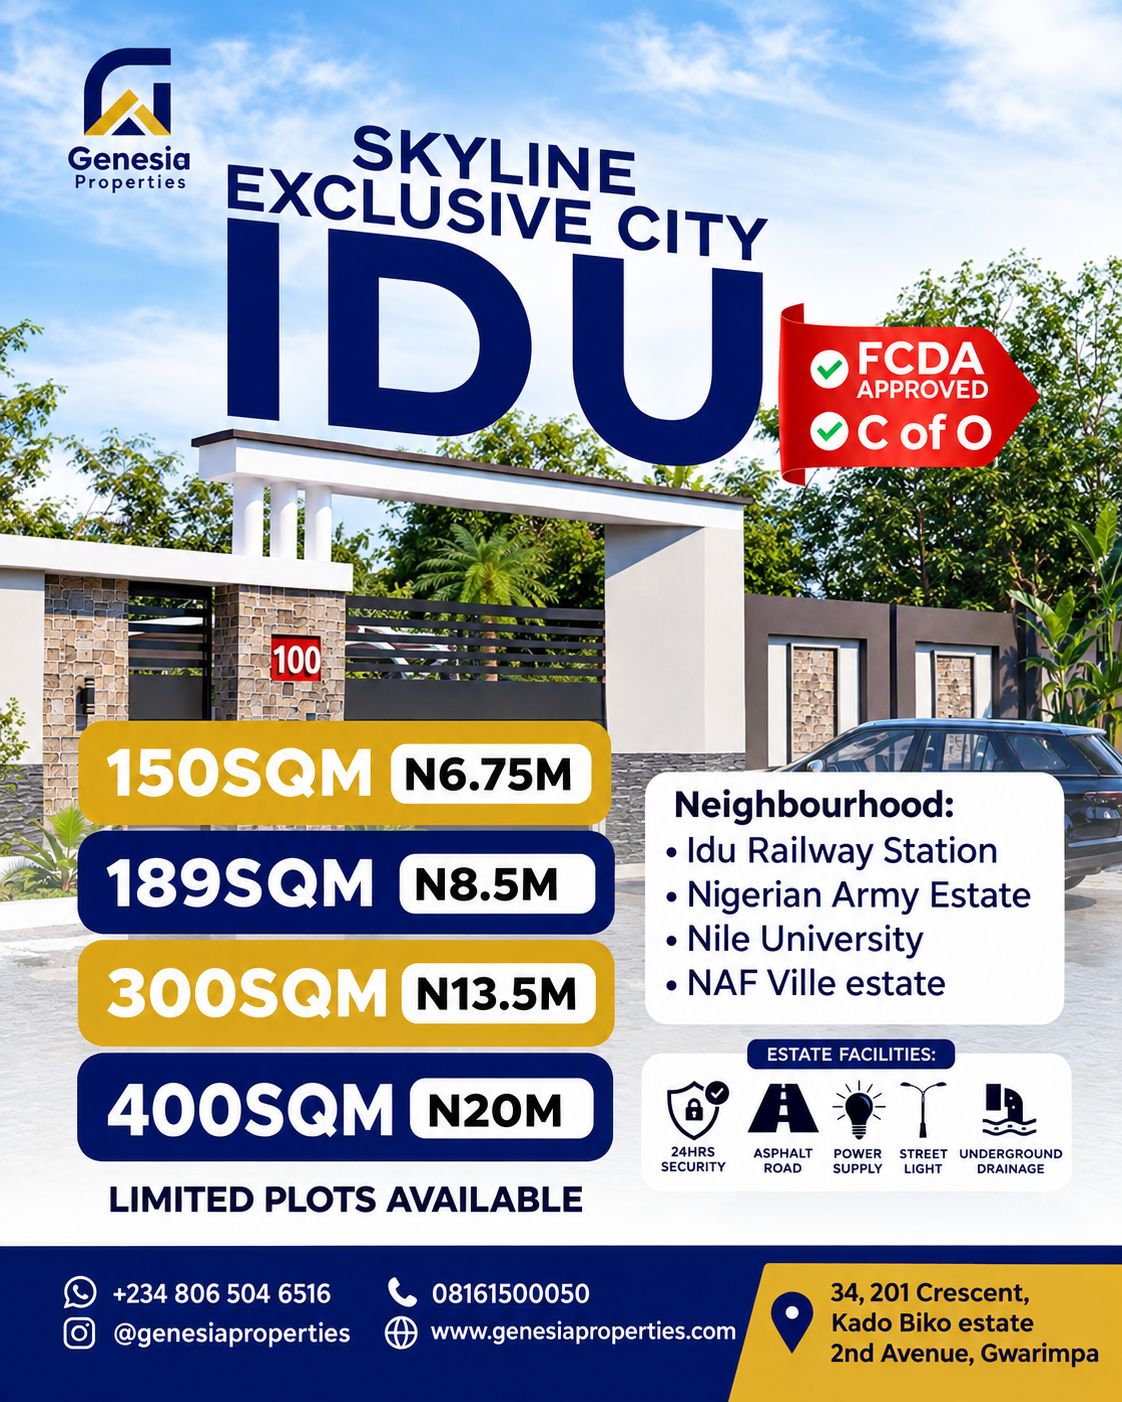 Genesia
Properties
SKYLINE
EXCLUSIVE CITY
IDU
FCDA
APPROVED
C of O
100
150SQM N6.75M
189SQM N8.5M
300SQM N13.5M
400SQM N20M
LIMITED PLOTS AVAILABLE
Neighbourhood:
• Idu Railway Station
• Nigerian Army Estate
• Nile University
• NAF Ville estate
ESTATE FACILITIES:
24HRS
SECURITY
ASPHALT
ROAD
POWER
SUPPLY
STREET
LIGHT
UNDERGROUND
DRAINAGE
+234 806 504 6516
08161500050
@genesiaproperties
www.genesiaproperties.com
34, 201 Crescent,
Kado Biko estate
2nd Avenue, Gwarimpa